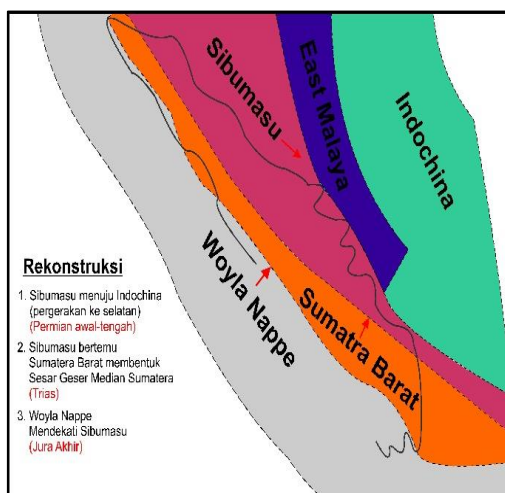 Sibumasu
East Malaya
Indochina
Woyla Nappe
Sumatra Barat
Rekonstruksi
1. Sibumasu menuju Indochina
(pergerakan ke selatan)
(Permian awal-tengah)
2. Sibumasu bertemu
Sumatera Barat membentuk
Sesar Geser Median Sumatera
(Trias)
3. Woyla Nappe
Mendekati Sibumasu
(Jura Akhir)